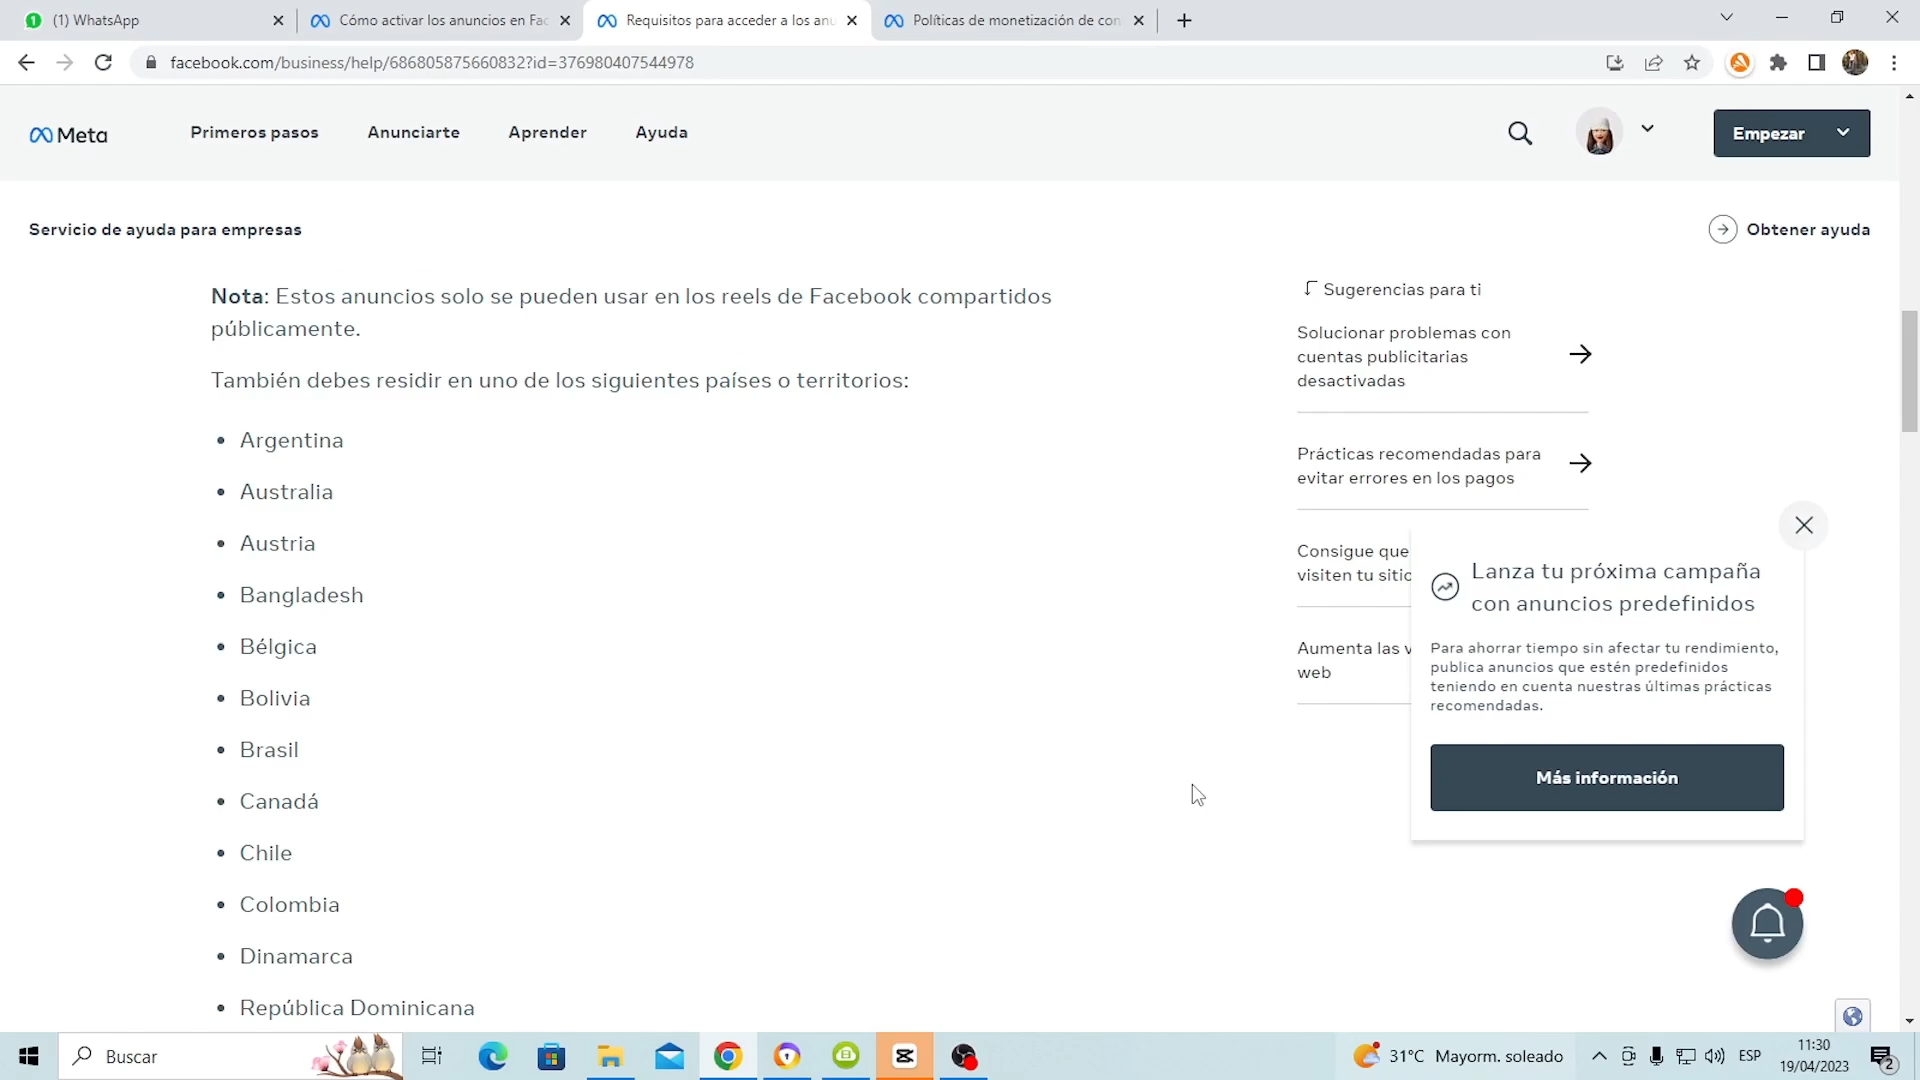 (1) WhatsApp
Cómo activar los anuncios en Fac
Requisitos para acceder a los anu
Políticas de monetización de con
facebook.com/business/help/686805875660832?id=376980407544978
Meta
Primeros pasos
Anunciarte
Aprender
Ayuda
Empezar
Servicio de ayuda para empresas
Obtener ayuda
Nota: Estos anuncios solo se pueden usar en los reels de Facebook compartidos
públicamente.
También debes residir en uno de los siguientes países o territorios:
Argentina
Australia
Austria
Bangladesh
Bélgica
Bolivia
Brasil
Canadá
Chile
Colombia
Dinamarca
República Dominicana
Sugerencias para ti
Solucionar problemas con
cuentas publicitarias
desactivadas
Prácticas recomendadas para
evitar errores en los pagos
Consigue que
visiten tu sitio
Aumenta las v
web
Lanza tu próxima campaña
con anuncios predefinidos
Para ahorrar tiempo sin afectar tu rendimiento,
publica anuncios que estén predefinidos
teniendo en cuenta nuestras últimas prácticas
recomendadas.
Más información
Buscar
31°C Mayorm. soleado
ESP
11:30
19/04/2023
2